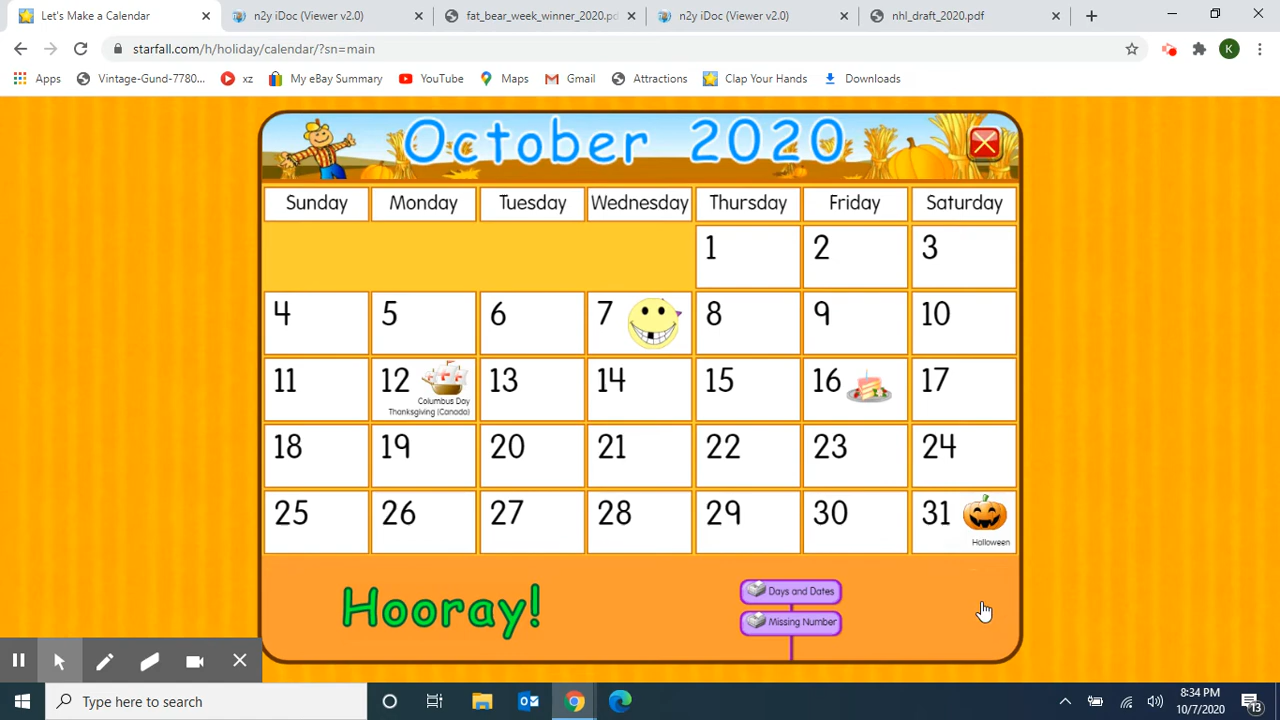 Let's Make a Calendar
n2y iDoc (Viewer v2.0)
fat_bear_week_winner_2020.pd
n2y iDoc (Viewer v2.0)
nhl_draft_2020.pdf
starfall.com/h/holiday/calendar/?sn=main
K
Apps
Vintage-Gund-7780...
xz
My eBay Summary
YouTube
Maps
Gmail
Attractions
Clap Your Hands
Downloads
October 2020
Sunday Monday Tuesday Wednesday Thursday Friday Saturday
1 2 3
4 5 6 7 8 9 10
11 12 13 14 15 16 17
Columbus Day
Thanksgiving (Canada)
18 19 20 21 22 23 24
25 26 27 28 29 30 31
Halloween
Hooray!
Days and Dates
Missing Number
Type here to search
8:34 PM
10/7/2020
13